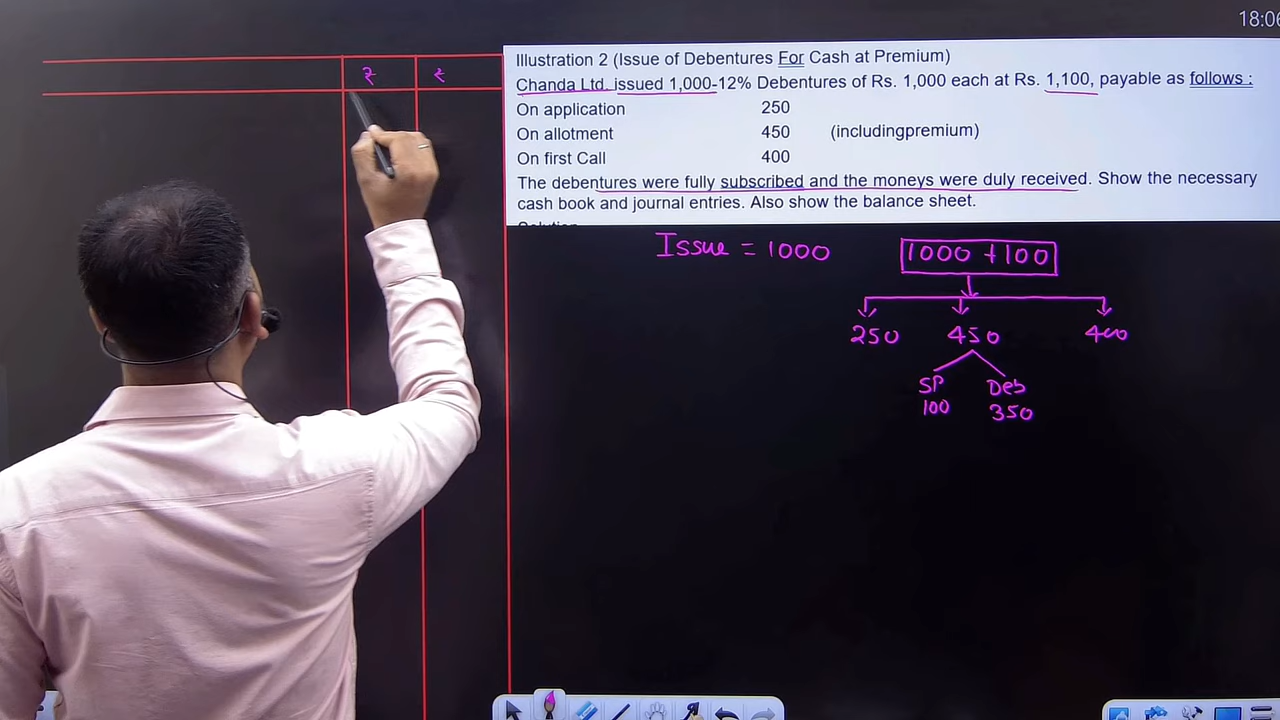 18:06
₹ ₹
Illustration 2 (Issue of Debentures For Cash at Premium)
Chanda Ltd. issued 1,000-12% Debentures of Rs. 1,000 each at Rs. 1,100, payable as follows :
On application 250
On allotment 450 (includingpremium)
On first Call 400
The debentures were fully subscribed and the moneys were duly received. Show the necessary
cash book and journal entries. Also show the balance sheet.
Issue = 1000
1000 + 100
250 450 400
SP Deb
100 350